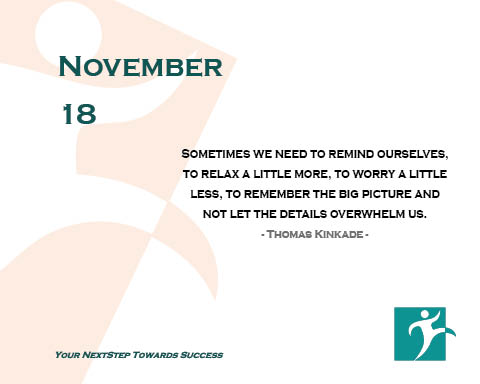 November
18
Sometimes we need to remind ourselves,
to relax a little more, to worry a little
less, to remember the big picture and
not let the details overwhelm us.
- Thomas Kinkade -
Your NextStep Towards Success